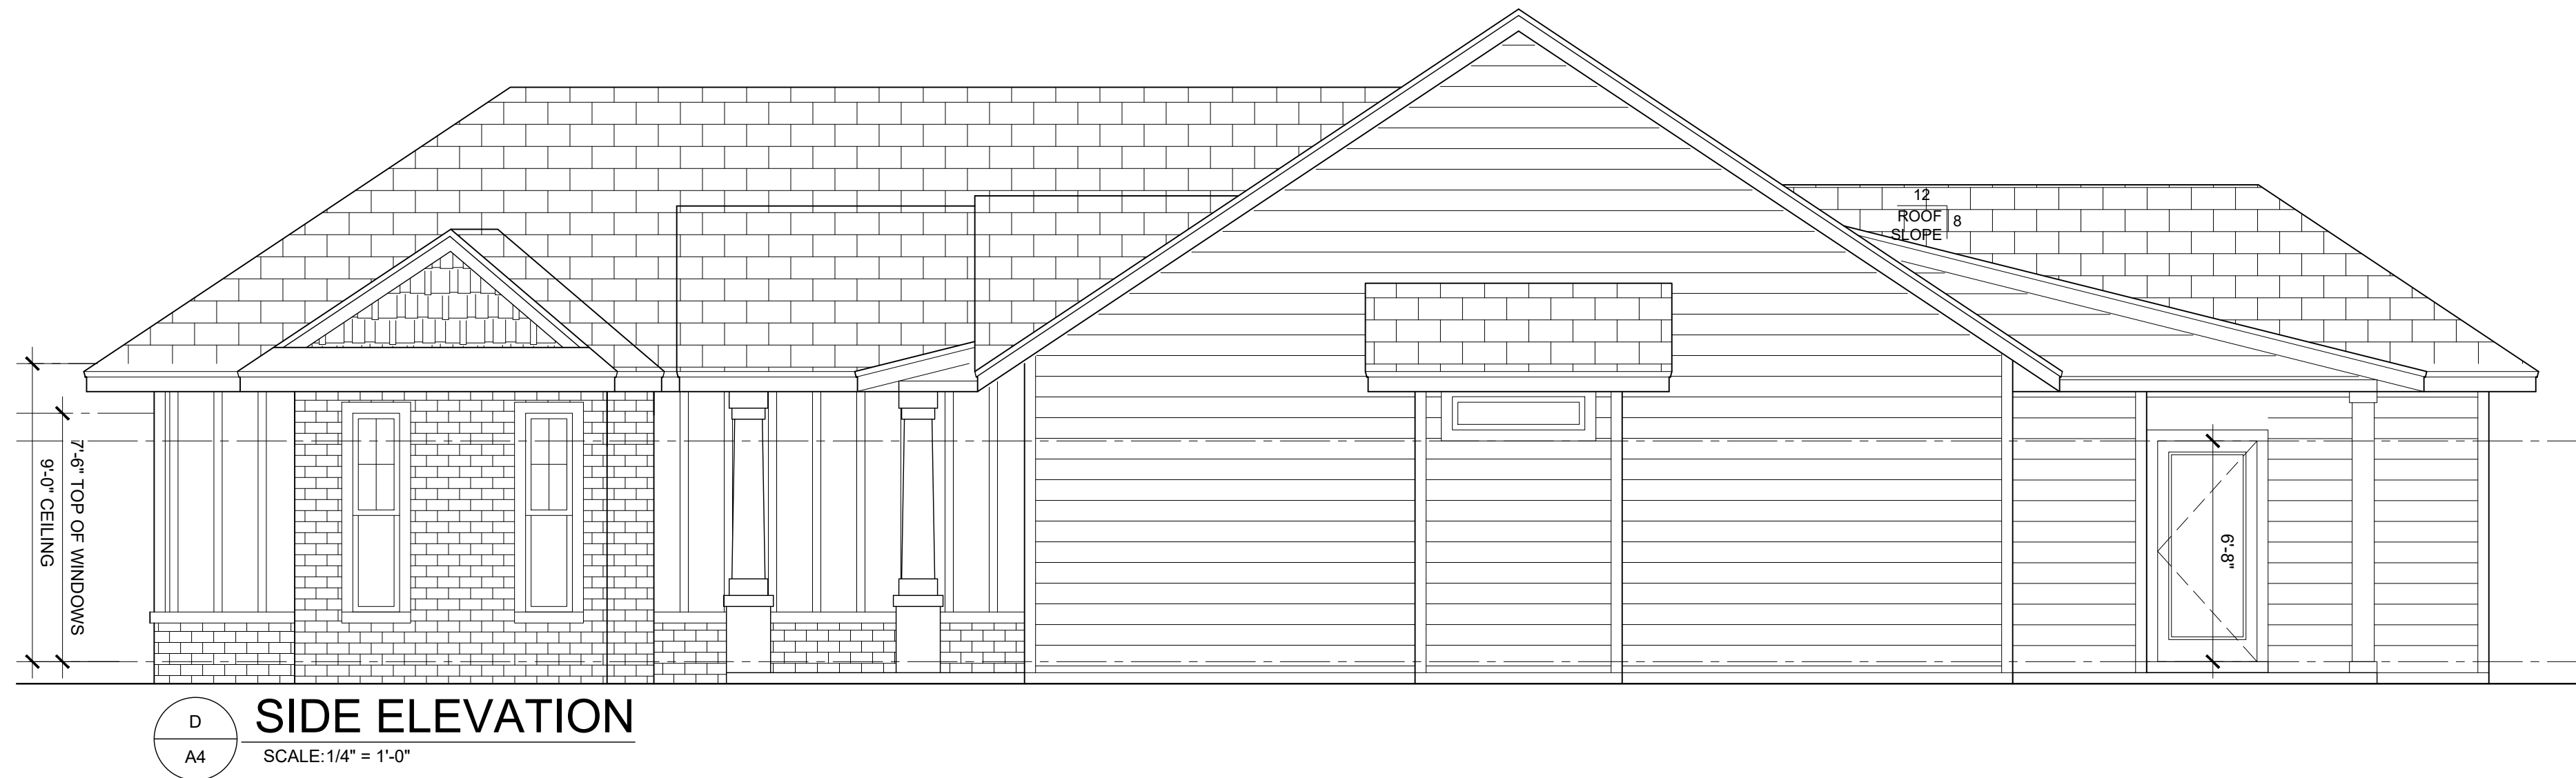 12
ROOF
8
SLOPE
7'-6" TOP OF WINDOWS
9'-0" CEILING
6'-8"
D
A4
SIDE ELEVATION
SCALE:1/4" = 1'-0"